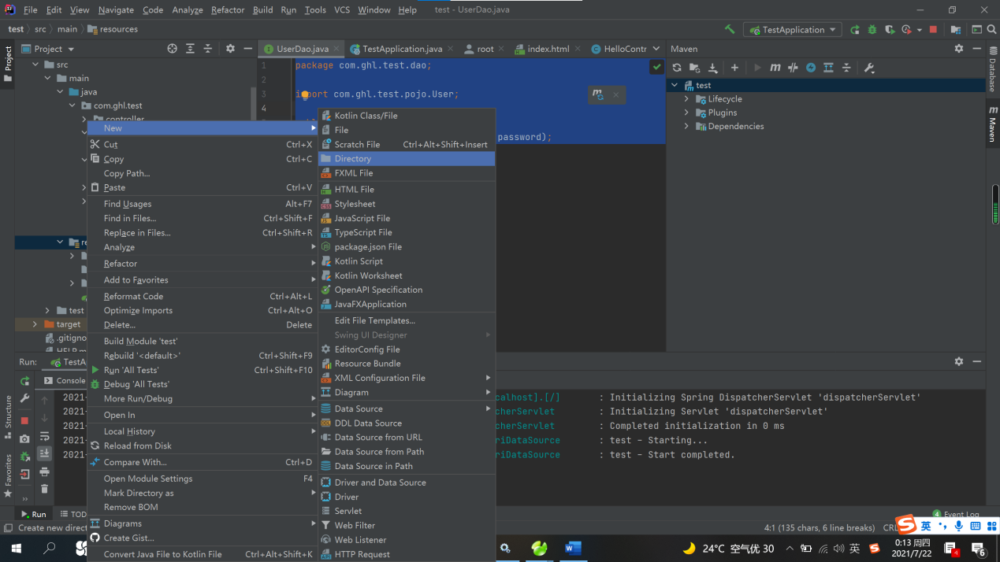 File Edit View Navigate Code Analyze Refactor Build Run Tools VCS Window Help test - UserDao.java
test src main resources TestApplication
Project UserDao.java TestApplication.java root index.html HelloContr Maven
Project
src
main
java
com.ghl.test
controller
test
target
.gitigno
1 package com.ghl.test.dao;
2
3 import com.ghl.test.pojo.User;
4
password);
test
Lifecycle
Plugins
Dependencies
Database
Maven
New
Cut Ctrl+X
Copy Ctrl+C
Copy Path...
Paste Ctrl+V
Find Usages Alt+F7
Find in Files... Ctrl+Shift+F
Replace in Files... Ctrl+Shift+R
Analyze
Refactor
Add to Favorites
Reformat Code Ctrl+Alt+L
Optimize Imports Ctrl+Alt+O
Delete... Delete
Build Module 'test'
Rebuild '<default>' Ctrl+Shift+F9
Run 'All Tests' Ctrl+Shift+F10
Debug 'All Tests'
More Run/Debug
Open In
Local History
Reload from Disk
Compare With... Ctrl+D
Open Module Settings F4
Mark Directory as
Remove BOM
Diagrams
Create Gist...
Convert Java File to Kotlin File Ctrl+Alt+Shift+K
Kotlin Class/File
File
Scratch File Ctrl+Alt+Shift+Insert
Directory
FXML File
HTML File
Stylesheet
JavaScript File
TypeScript File
package.json File
Kotlin Script
Kotlin Worksheet
OpenAPI Specification
JavaFXApplication
Edit File Templates...
Swing UI Designer
EditorConfig File
Resource Bundle
XML Configuration File
Diagram
Data Source
DDL Data Source
Data Source from URL
Data Source from Path
Data Source in Path
Driver and Data Source
Driver
Servlet
Web Filter
Web Listener
HTTP Request
Run: TestA
Console
2021-
2021-
2021-
2021-
2021-
calhost].[/] : Initializing Spring DispatcherServlet 'dispatcherServlet'
cherServlet : Initializing Servlet 'dispatcherServlet'
cherServlet : Completed initialization in 0 ms
riDataSource : test - Starting...
riDataSource : test - Start completed.
Structure
Favorites
Run TOD 4 Event Log
Create new direct 4:1 (135 chars, 6 line breaks) CRL
S 英
24°C 空气优 30 英 S 0:13 周四
2021/7/22 4 6